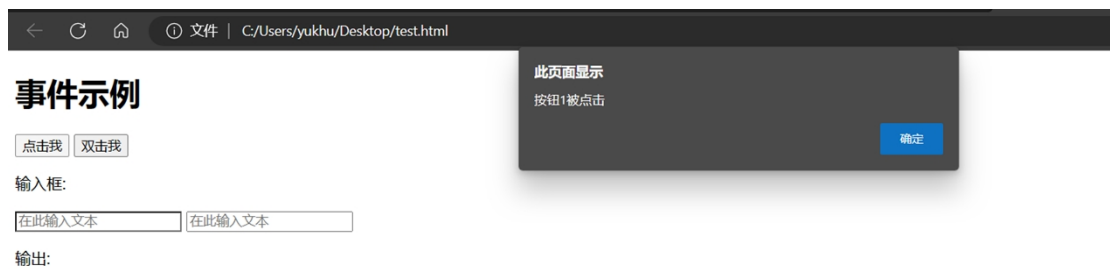 文件 | C:/Users/yukhu/Desktop/test.html
此页面显示
按钮1被点击
确定
事件示例
点击我 双击我
输入框:
在此输入文本 在此输入文本
输出: